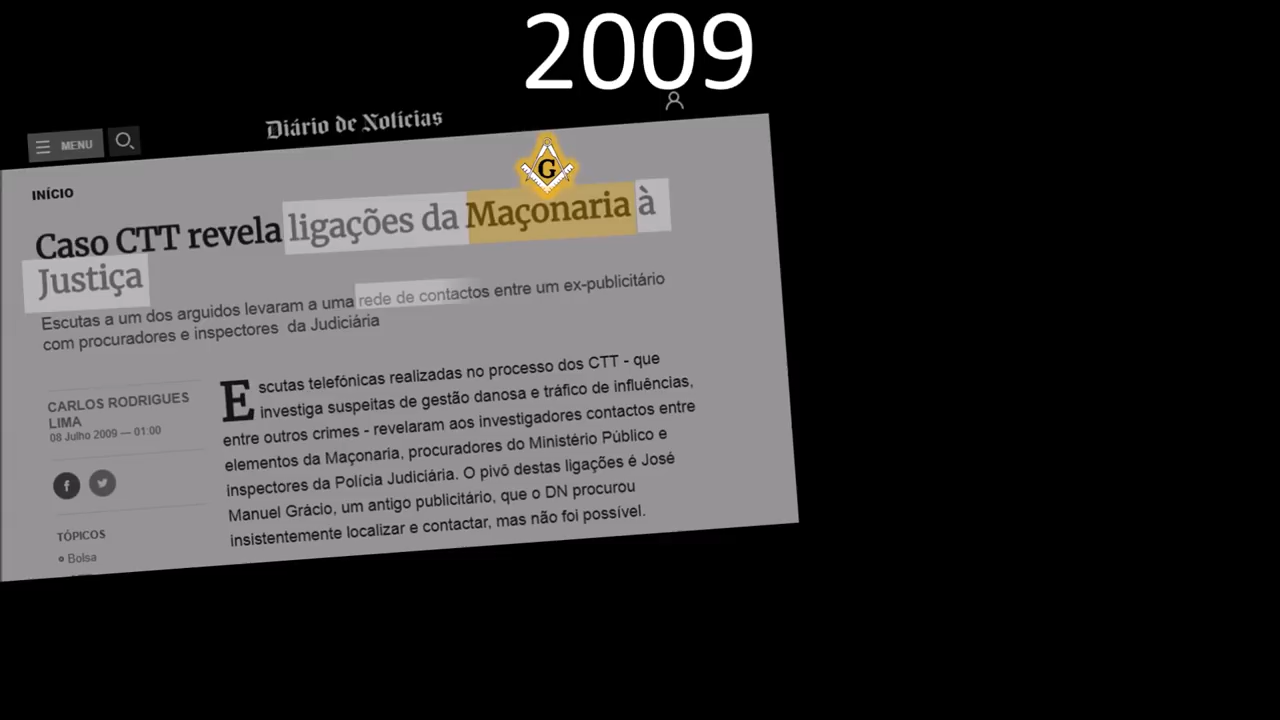 2009
MENU
Diário de Notícias
INÍCIO
G
Caso CTT revela ligações da Maçonaria à
Justiça
Escutas a um dos arguidos levaram a uma rede de contactos entre um ex-publicitário
com procuradores e inspectores da Judiciária
CARLOS RODRIGUES
LIMA
08 Julho 2009 — 01:00
f
TÓPICOS
Bolsa
Escutas telefónicas realizadas no processo dos CTT - que
investiga suspeitas de gestão danosa e tráfico de influências,
entre outros crimes - revelaram aos investigadores contactos entre
elementos da Maçonaria, procuradores do Ministério Público e
inspectores da Polícia Judiciária. O pivô destas ligações é José
Manuel Grácio, um antigo publicitário, que o DN procurou
insistentemente localizar e contactar, mas não foi possível.